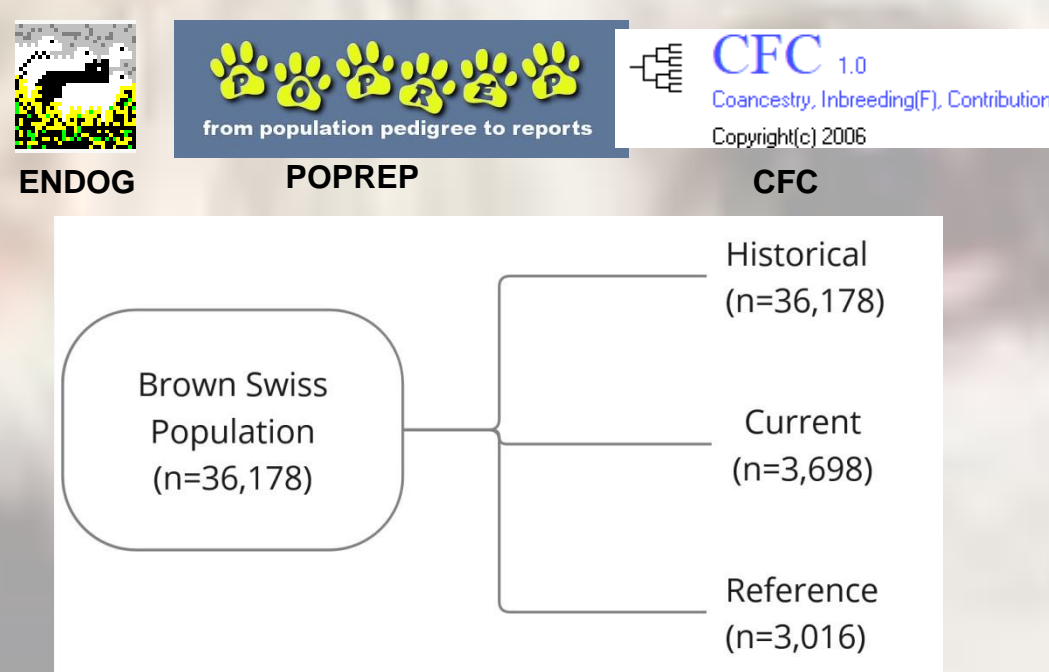 POPREP
from population pedigree to reports
CFC 1.0
Coancestry, Inbreeding(F), Contribution
Copyright(c) 2006
ENDOG
POPREP
CFC
Brown Swiss
Population
(n=36,178)
Historical
(n=36,178)
Current
(n=3,698)
Reference
(n=3,016)